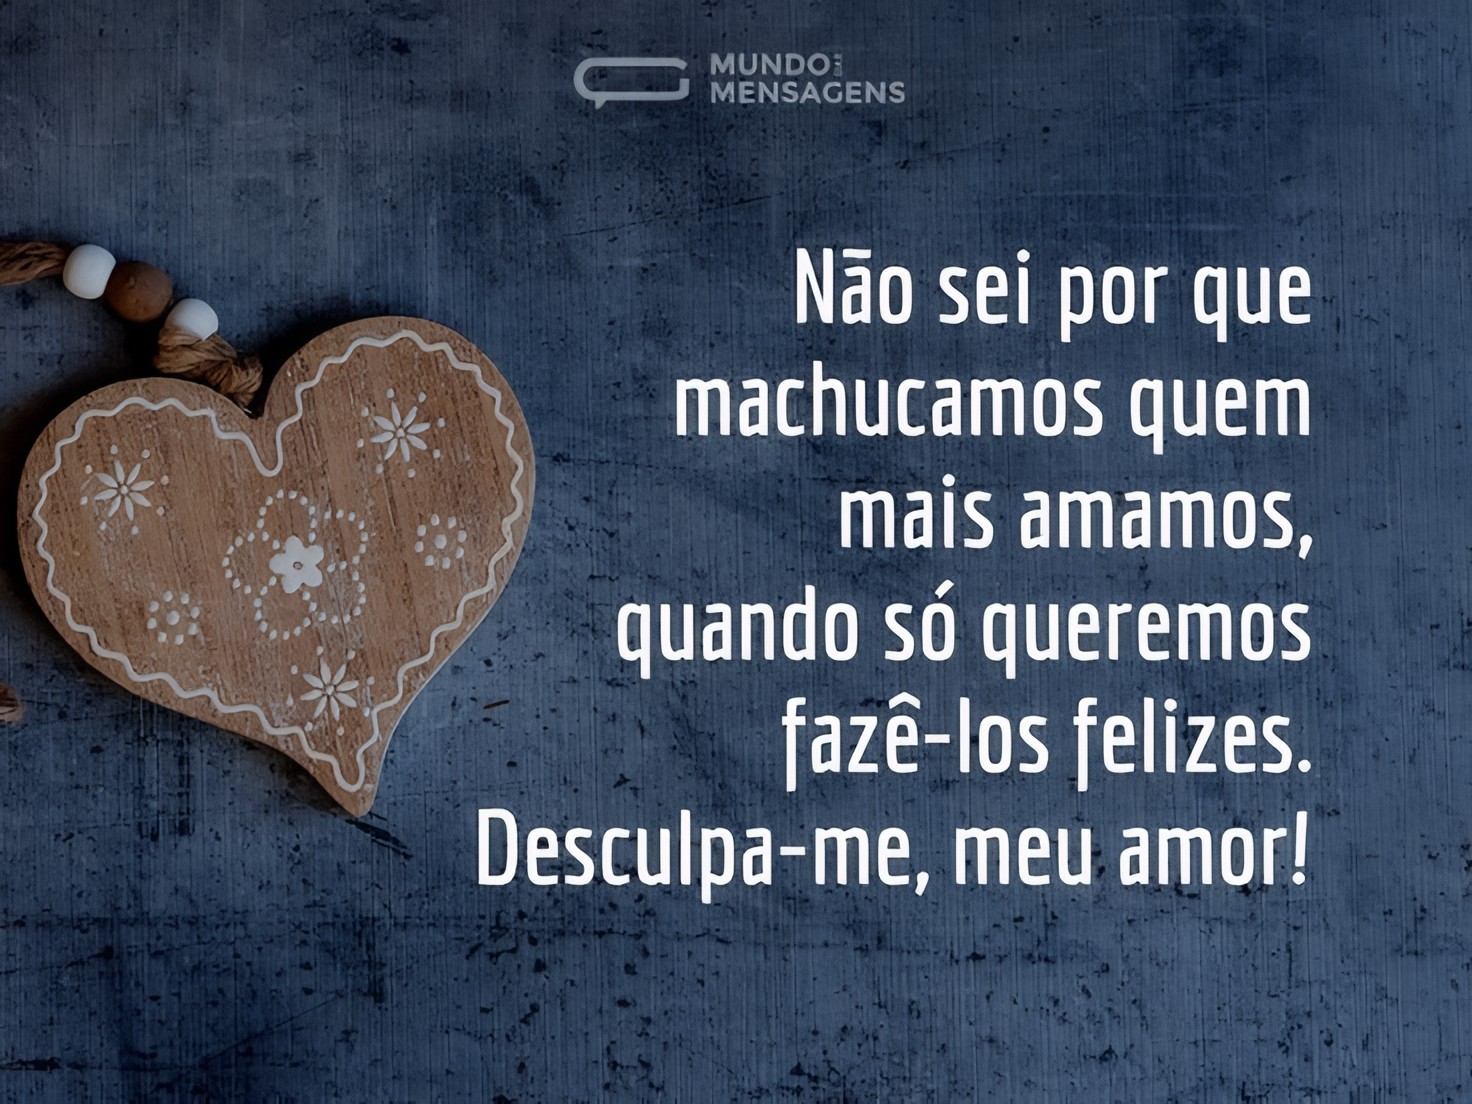 MUNDO DAS
MENSAGENS
Não sei por que
machucamos quem
mais amamos,
quando só queremos
fazê-los felizes.
Desculpa-me, meu amor!